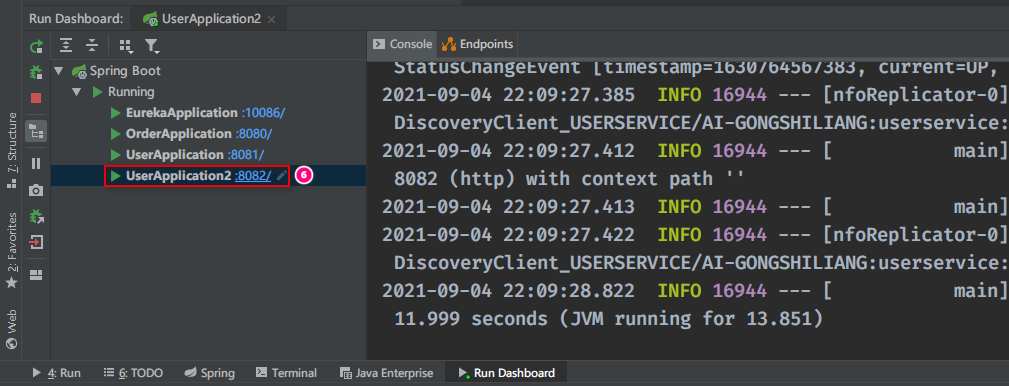 Run Dashboard: UserApplication2 ×
Console Endpoints
Spring Boot
Running
EurekaApplication :10086/
OrderApplication :8080/
UserApplication :8081/
UserApplication2 :8082/ 6
StatusChangeEvent [timestamp=1630764567383, current=UP,
2021-09-04 22:09:27.385 INFO 16944 --- [nfoReplicator-0]
DiscoveryClient_USERSERVICE/AI-GONGSHILIANG:userservice:
2021-09-04 22:09:27.412 INFO 16944 --- [ main]
8082 (http) with context path ''
2021-09-04 22:09:27.413 INFO 16944 --- [ main]
2021-09-04 22:09:27.422 INFO 16944 --- [nfoReplicator-0]
DiscoveryClient_USERSERVICE/AI-GONGSHILIANG:userservice:
2021-09-04 22:09:28.822 INFO 16944 --- [ main]
11.999 seconds (JVM running for 13.851)
7: Structure
2: Favorites
Web
4: Run 6: TODO Spring Terminal Java Enterprise Run Dashboard